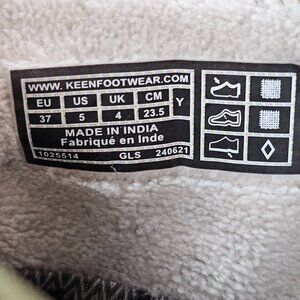 WWW.KEENFOOTWEAR.COM
EU US UK CM Y
37 5 4 23.5
MADE IN INDIA
Fabriqué en Inde
1025514 GLS 240621